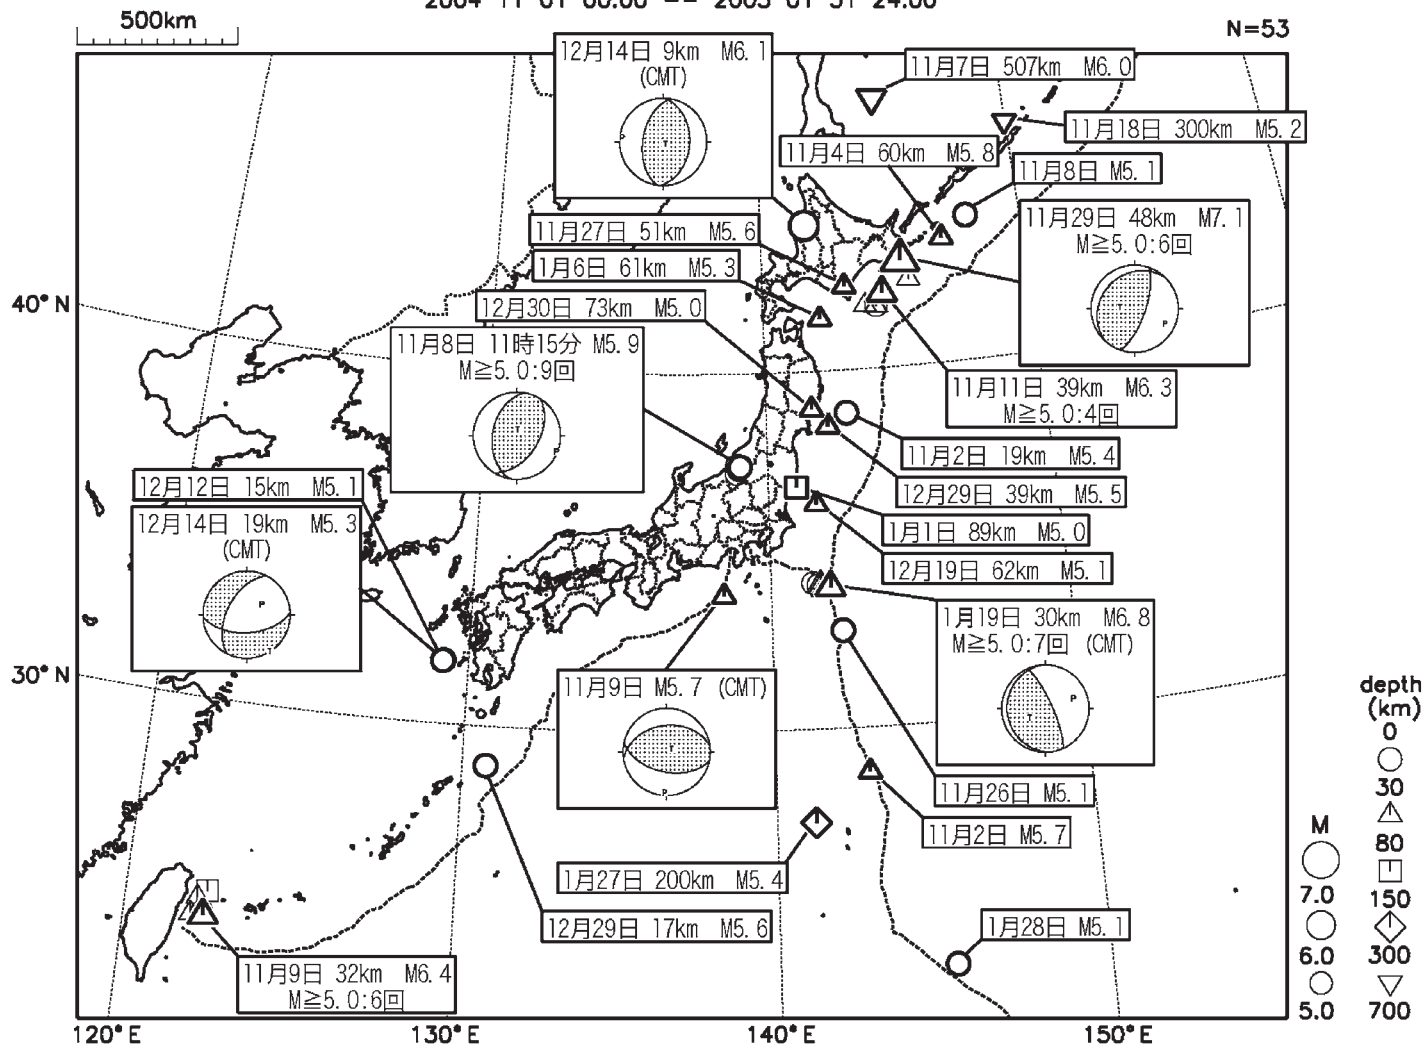 2004 11 01 00:00 -- 2005 01 31 24:00
500km
N=53
12月14日 9km M6.1
(CMT)
11月7日 507km M6.0
11月18日 300km M5.2
11月4日 60km M5.8
11月8日 M5.1
11月29日 48km M7.1
M≧5.0:6回
11月27日 51km M5.6
1月6日 61km M5.3
12月30日 73km M5.0
40°N
11月8日 11時15分 M5.9
M≧5.0:9回
11月11日 39km M6.3
M≧5.0:4回
11月2日 19km M5.4
12月29日 39km M5.5
12月12日 15km M5.1
12月14日 19km M5.3
(CMT)
1月1日 89km M5.0
12月19日 62km M5.1
1月19日 30km M6.8
M≧5.0:7回 (CMT)
30°N
11月9日 M5.7 (CMT)
11月26日 M5.1
11月2日 M5.7
1月27日 200km M5.4
12月29日 17km M5.6
1月28日 M5.1
11月9日 32km M6.4
M≧5.0:6回
depth
(km)
0
30
80
150
300
700
M
7.0
6.0
5.0
120°E
130°E
140°E
150°E